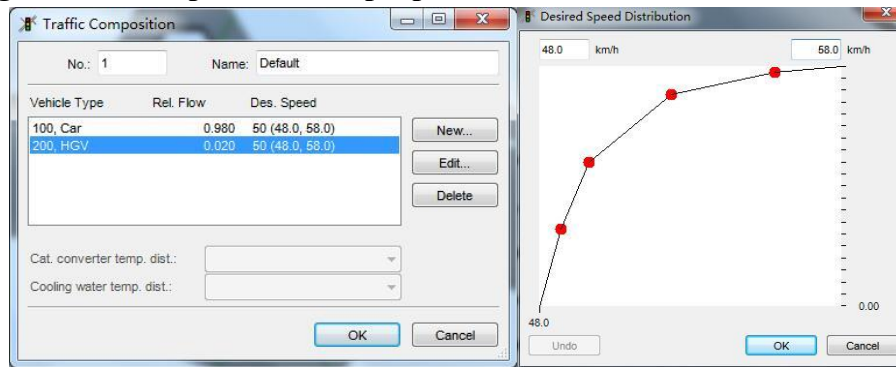 Traffic Composition
No.: 1 Name: Default
Vehicle Type Rel. Flow Des. Speed
100, Car 0.980 50 (48.0, 58.0)
200, HGV 0.020 50 (48.0, 58.0)
New...
Edit...
Delete
Cat. converter temp. dist.:
Cooling water temp. dist.:
OK Cancel
Desired Speed Distribution
48.0 km/h 58.0 km/h
0.00
48.0
Undo OK Cancel